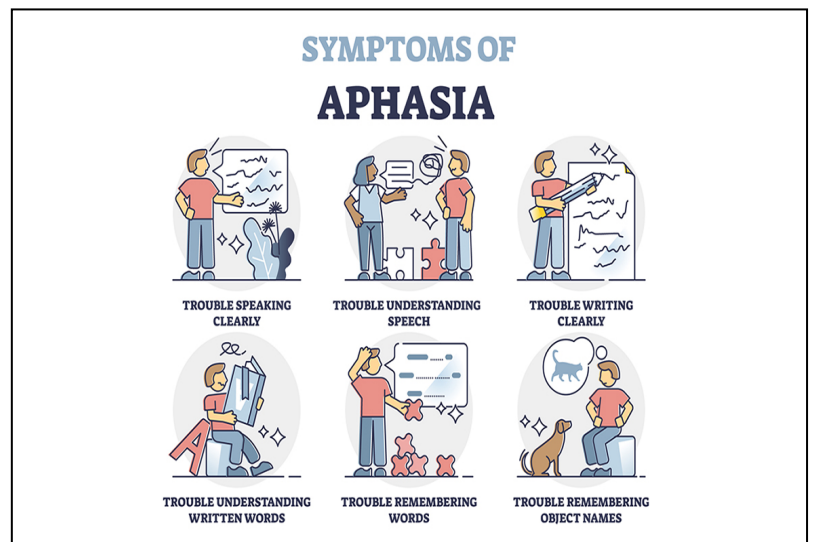 SYMPTOMS OF
APHASIA
TROUBLE SPEAKING
CLEARLY
TROUBLE UNDERSTANDING
SPEECH
TROUBLE WRITING
CLEARLY
A
TROUBLE UNDERSTANDING
WRITTEN WORDS
TROUBLE REMEMBERING
WORDS
TROUBLE REMEMBERING
OBJECT NAMES